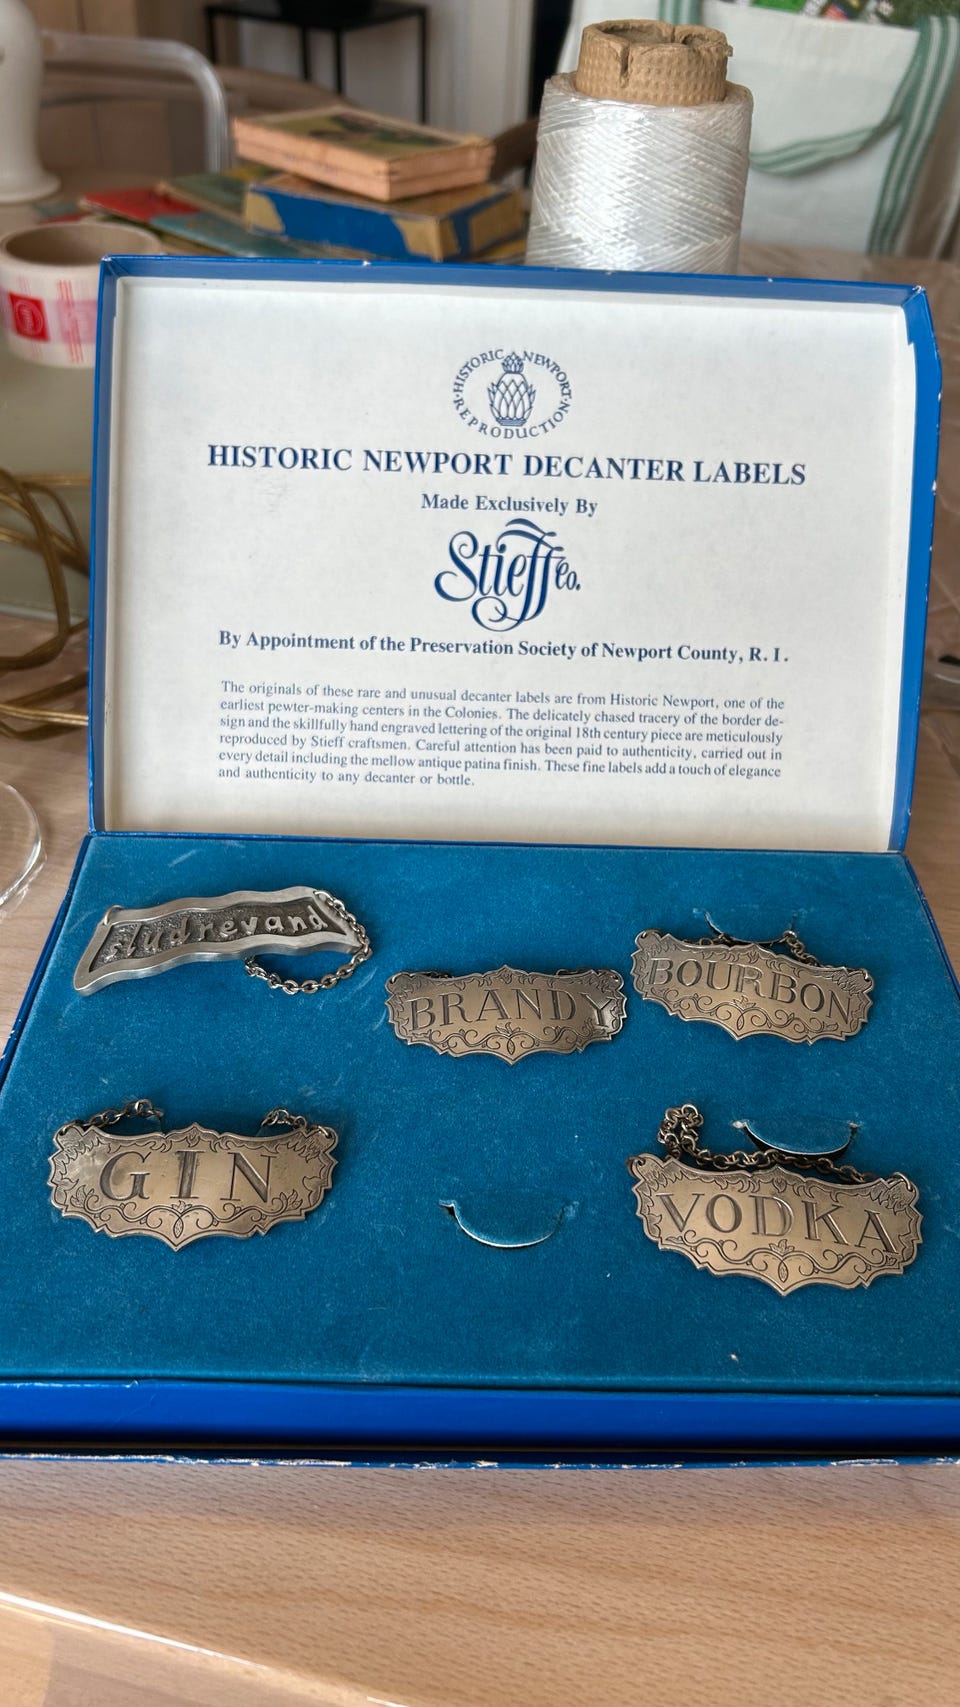 HISTORIC NEWPORT
REPRODUCTION
HISTORIC NEWPORT DECANTER LABELS
Made Exclusively By
Stieff Co.
By Appointment of the Preservation Society of Newport County, R. I.
The originals of these rare and unusual decanter labels are from Historic Newport, one of the
earliest pewter-making centers in the Colonies. The delicately chased tracery of the border de-
sign and the skillfully hand engraved lettering of the original 18th century piece are meticulously
reproduced by Stieff craftsmen. Careful attention has been paid to authenticity, carried out in
every detail including the mellow antique patina finish. These fine labels add a touch of elegance
and authenticity to any decanter or bottle.
sludrevand
BRANDY
BOURBON
GIN
VODKA